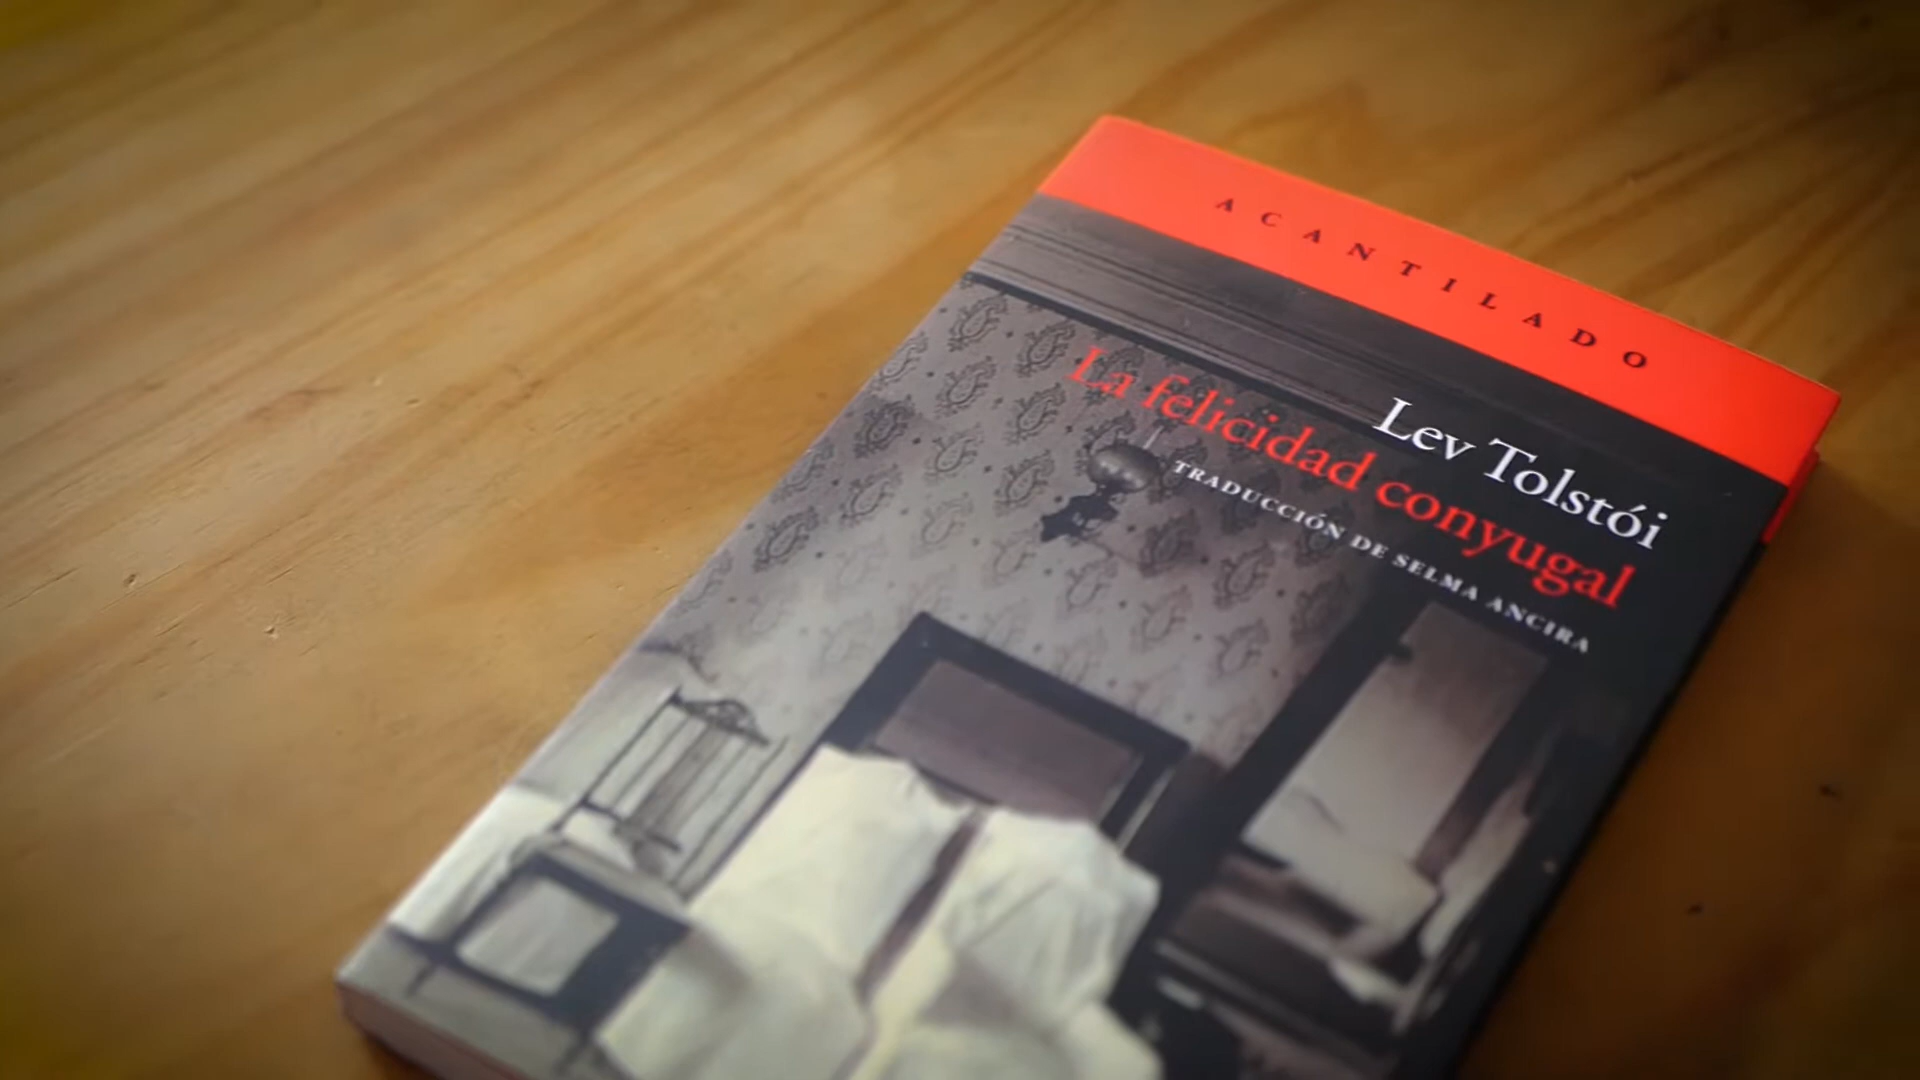 ACANTILADO
Lev Tolstói
La felicidad conyugal
TRADUCCIÓN DE SELMA ANCIRA